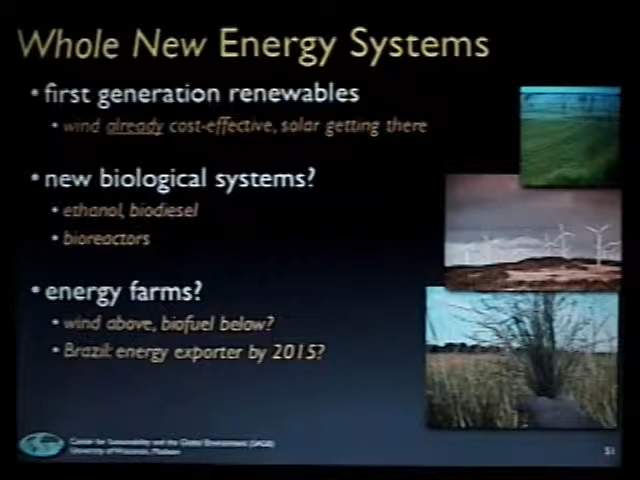 Whole New Energy Systems
• first generation renewables
• wind already cost-effective, solar getting there
• new biological systems?
• ethanol, biodiesel
• bioreactors
• energy farms?
• wind above, biofuel below?
• Brazil: energy exporter by 2015?
Center for Sustainability and the Global Environment (SAGE)
University of Wisconsin, Madison
51